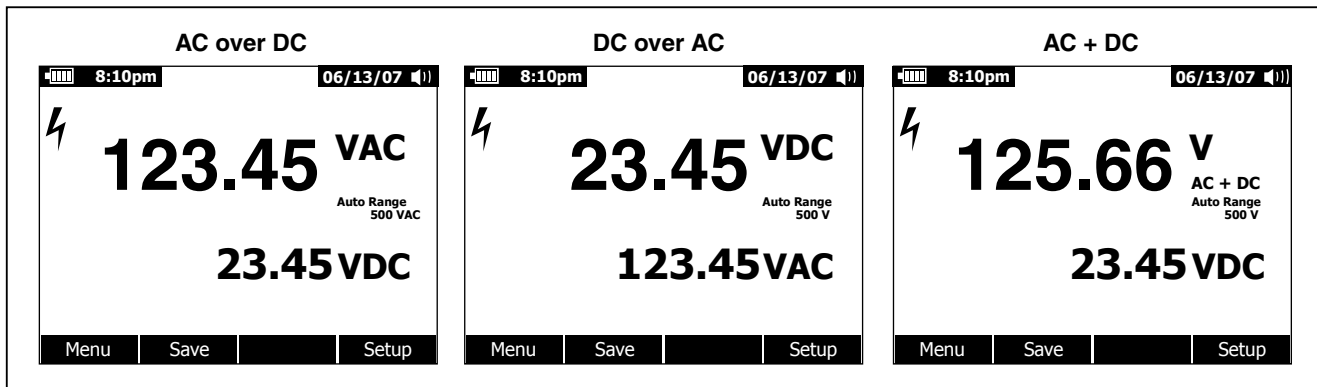 AC over DC
8:10pm 06/13/07
123.45 VAC
Auto Range
500 VAC
23.45 VDC
Menu Save Setup
DC over AC
8:10pm 06/13/07
23.45 VDC
Auto Range
500 V
123.45 VAC
Menu Save Setup
AC + DC
8:10pm 06/13/07
125.66 V
AC + DC
Auto Range
500 V
23.45 VDC
Menu Save Setup